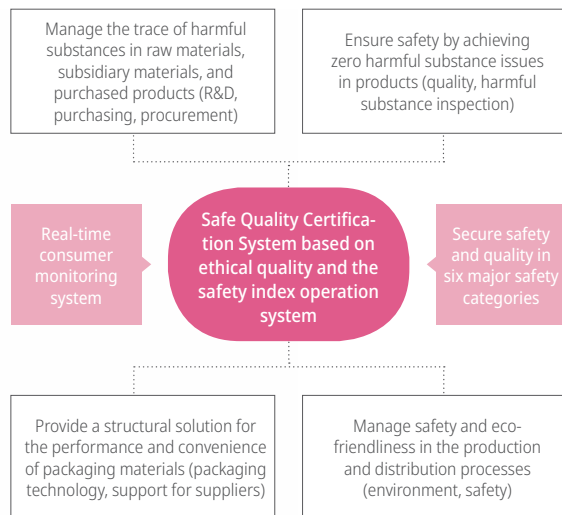 Manage the trace of harmful
substances in raw materials,
subsidiary materials, and
purchased products (R&D,
purchasing, procurement)
Ensure safety by achieving
zero harmful substance issues
in products (quality, harmful
substance inspection)
Real-time
consumer
monitoring
system
Safe Quality Certifica-
tion System based on
ethical quality and the
safety index operation
system
Secure safety
and quality in
six major safety
categories
Provide a structural solution for
the performance and convenience
of packaging materials (packaging
technology, support for suppliers)
Manage safety and eco-
friendliness in the production
and distribution processes
(environment, safety)